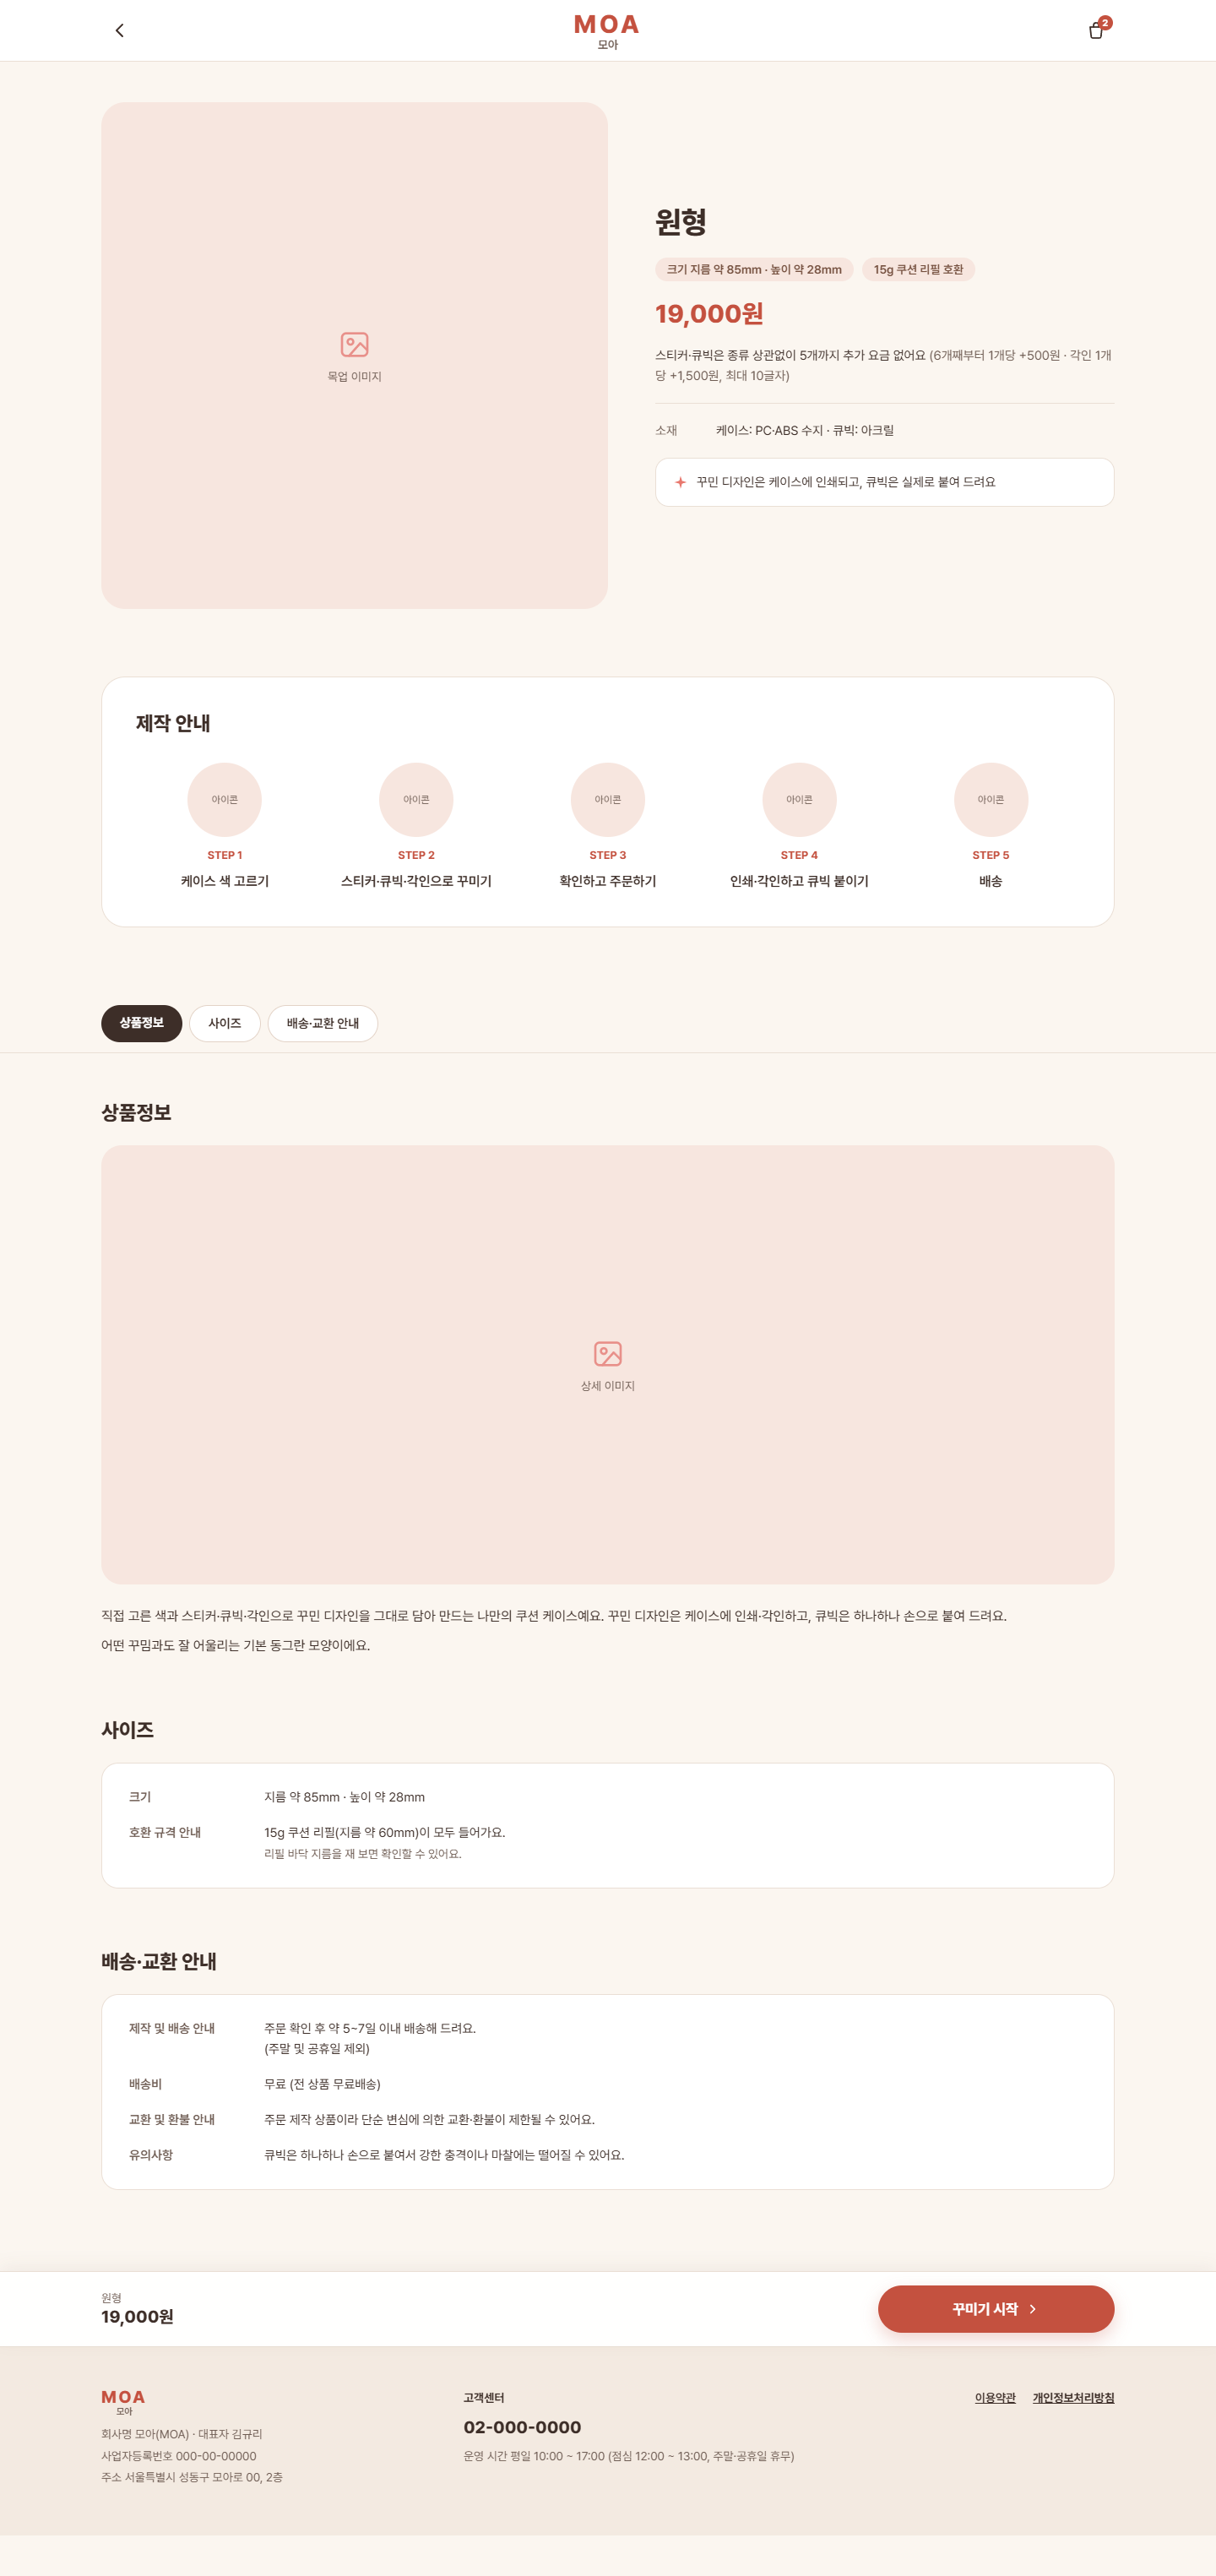 MOA
모아
2
목업 이미지
원형
크기 지름 약 85mm · 높이 약 28mm
15g 쿠션 리필 호환
19,000원
스티커·큐빅은 종류 상관없이 5개까지 추가 요금 없어요 (6개째부터 1개당 +500원 · 각인 1개
당 +1,500원, 최대 10글자)
소재 케이스: PC·ABS 수지 · 큐빅: 아크릴
꾸민 디자인은 케이스에 인쇄되고, 큐빅은 실제로 붙여 드려요
제작 안내
아이콘
STEP 1
케이스 색 고르기
아이콘
STEP 2
스티커·큐빅·각인으로 꾸미기
아이콘
STEP 3
확인하고 주문하기
아이콘
STEP 4
인쇄·각인하고 큐빅 붙이기
아이콘
STEP 5
배송
상품정보
사이즈
배송·교환 안내
상품정보
상세 이미지
직접 고른 색과 스티커·큐빅·각인으로 꾸민 디자인을 그대로 담아 만드는 나만의 쿠션 케이스예요. 꾸민 디자인은 케이스에 인쇄·각인하고, 큐빅은 하나하나 손으로 붙여 드려요.
어떤 꾸밈과도 잘 어울리는 기본 동그란 모양이에요.
사이즈
크기 지름 약 85mm · 높이 약 28mm
호환 규격 안내 15g 쿠션 리필(지름 약 60mm)이 모두 들어가요.
리필 바닥 지름을 재 보면 확인할 수 있어요.
배송·교환 안내
제작 및 배송 안내 주문 확인 후 약 5~7일 이내 배송해 드려요.
(주말 및 공휴일 제외)
배송비 무료 (전 상품 무료배송)
교환 및 환불 안내 주문 제작 상품이라 단순 변심에 의한 교환·환불이 제한될 수 있어요.
유의사항 큐빅은 하나하나 손으로 붙여서 강한 충격이나 마찰에는 떨어질 수 있어요.
원형
19,000원
꾸미기 시작
MOA
모아
회사명 모아(MOA) · 대표자 김규리
사업자등록번호 000-00-00000
주소 서울특별시 성동구 모아로 00, 2층
고객센터
02-000-0000
운영 시간 평일 10:00 ~ 17:00 (점심 12:00 ~ 13:00, 주말·공휴일 휴무)
이용약관
개인정보처리방침